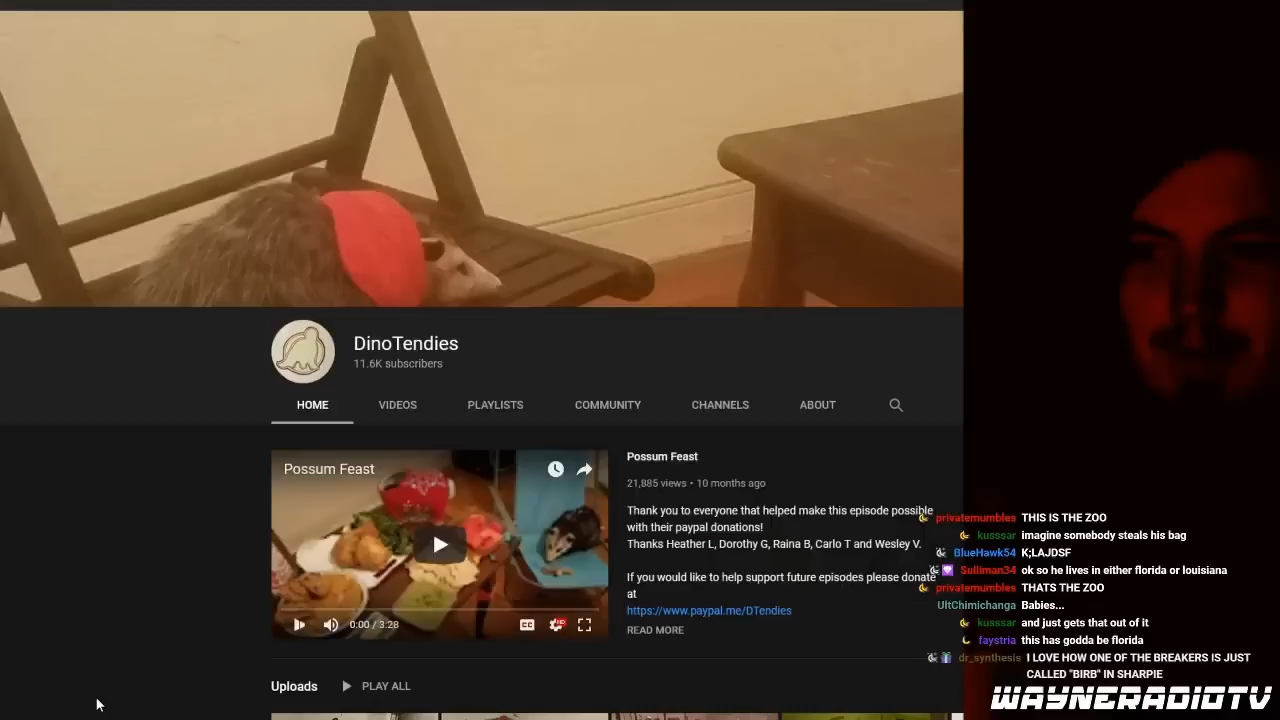 DinoTendies
11.6K subscribers
HOME VIDEOS PLAYLISTS COMMUNITY CHANNELS ABOUT
Possum Feast
0:00 / 3:28
CC
HD
Possum Feast
21,885 views • 10 months ago
Thank you to everyone that helped make this episode possible
with their paypal donations!
Thanks Heather L, Dorothy G, Raina B, Carlo T and Wesley V.
If you would like to help support future episodes please donate
at
https://www.paypal.me/DTendies
READ MORE
Uploads PLAY ALL
privatemumbles THIS IS THE ZOO
kusssar imagine somebody steals his bag
BlueHawk54 K;LAJDSF
Sulliman34 ok so he lives in either florida or louisiana
privatemumbles THATS THE ZOO
UltChimichanga Babies...
kusssar and just gets that out of it
faystria this has godda be florida
dr_synthesis I LOVE HOW ONE OF THE BREAKERS IS JUST
CALLED "BIRB" IN SHARPIE
WAYNERADIOTV